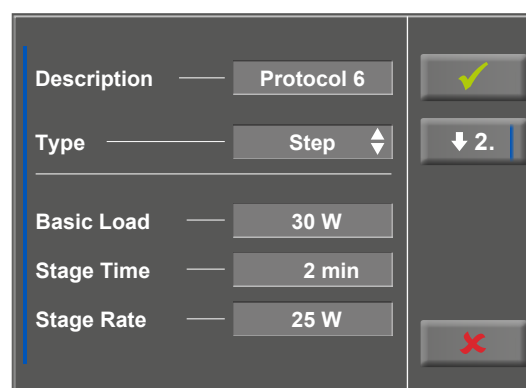 Description Protocol 6
Type Step
2.
Basic Load 30 W
Stage Time 2 min
Stage Rate 25 W